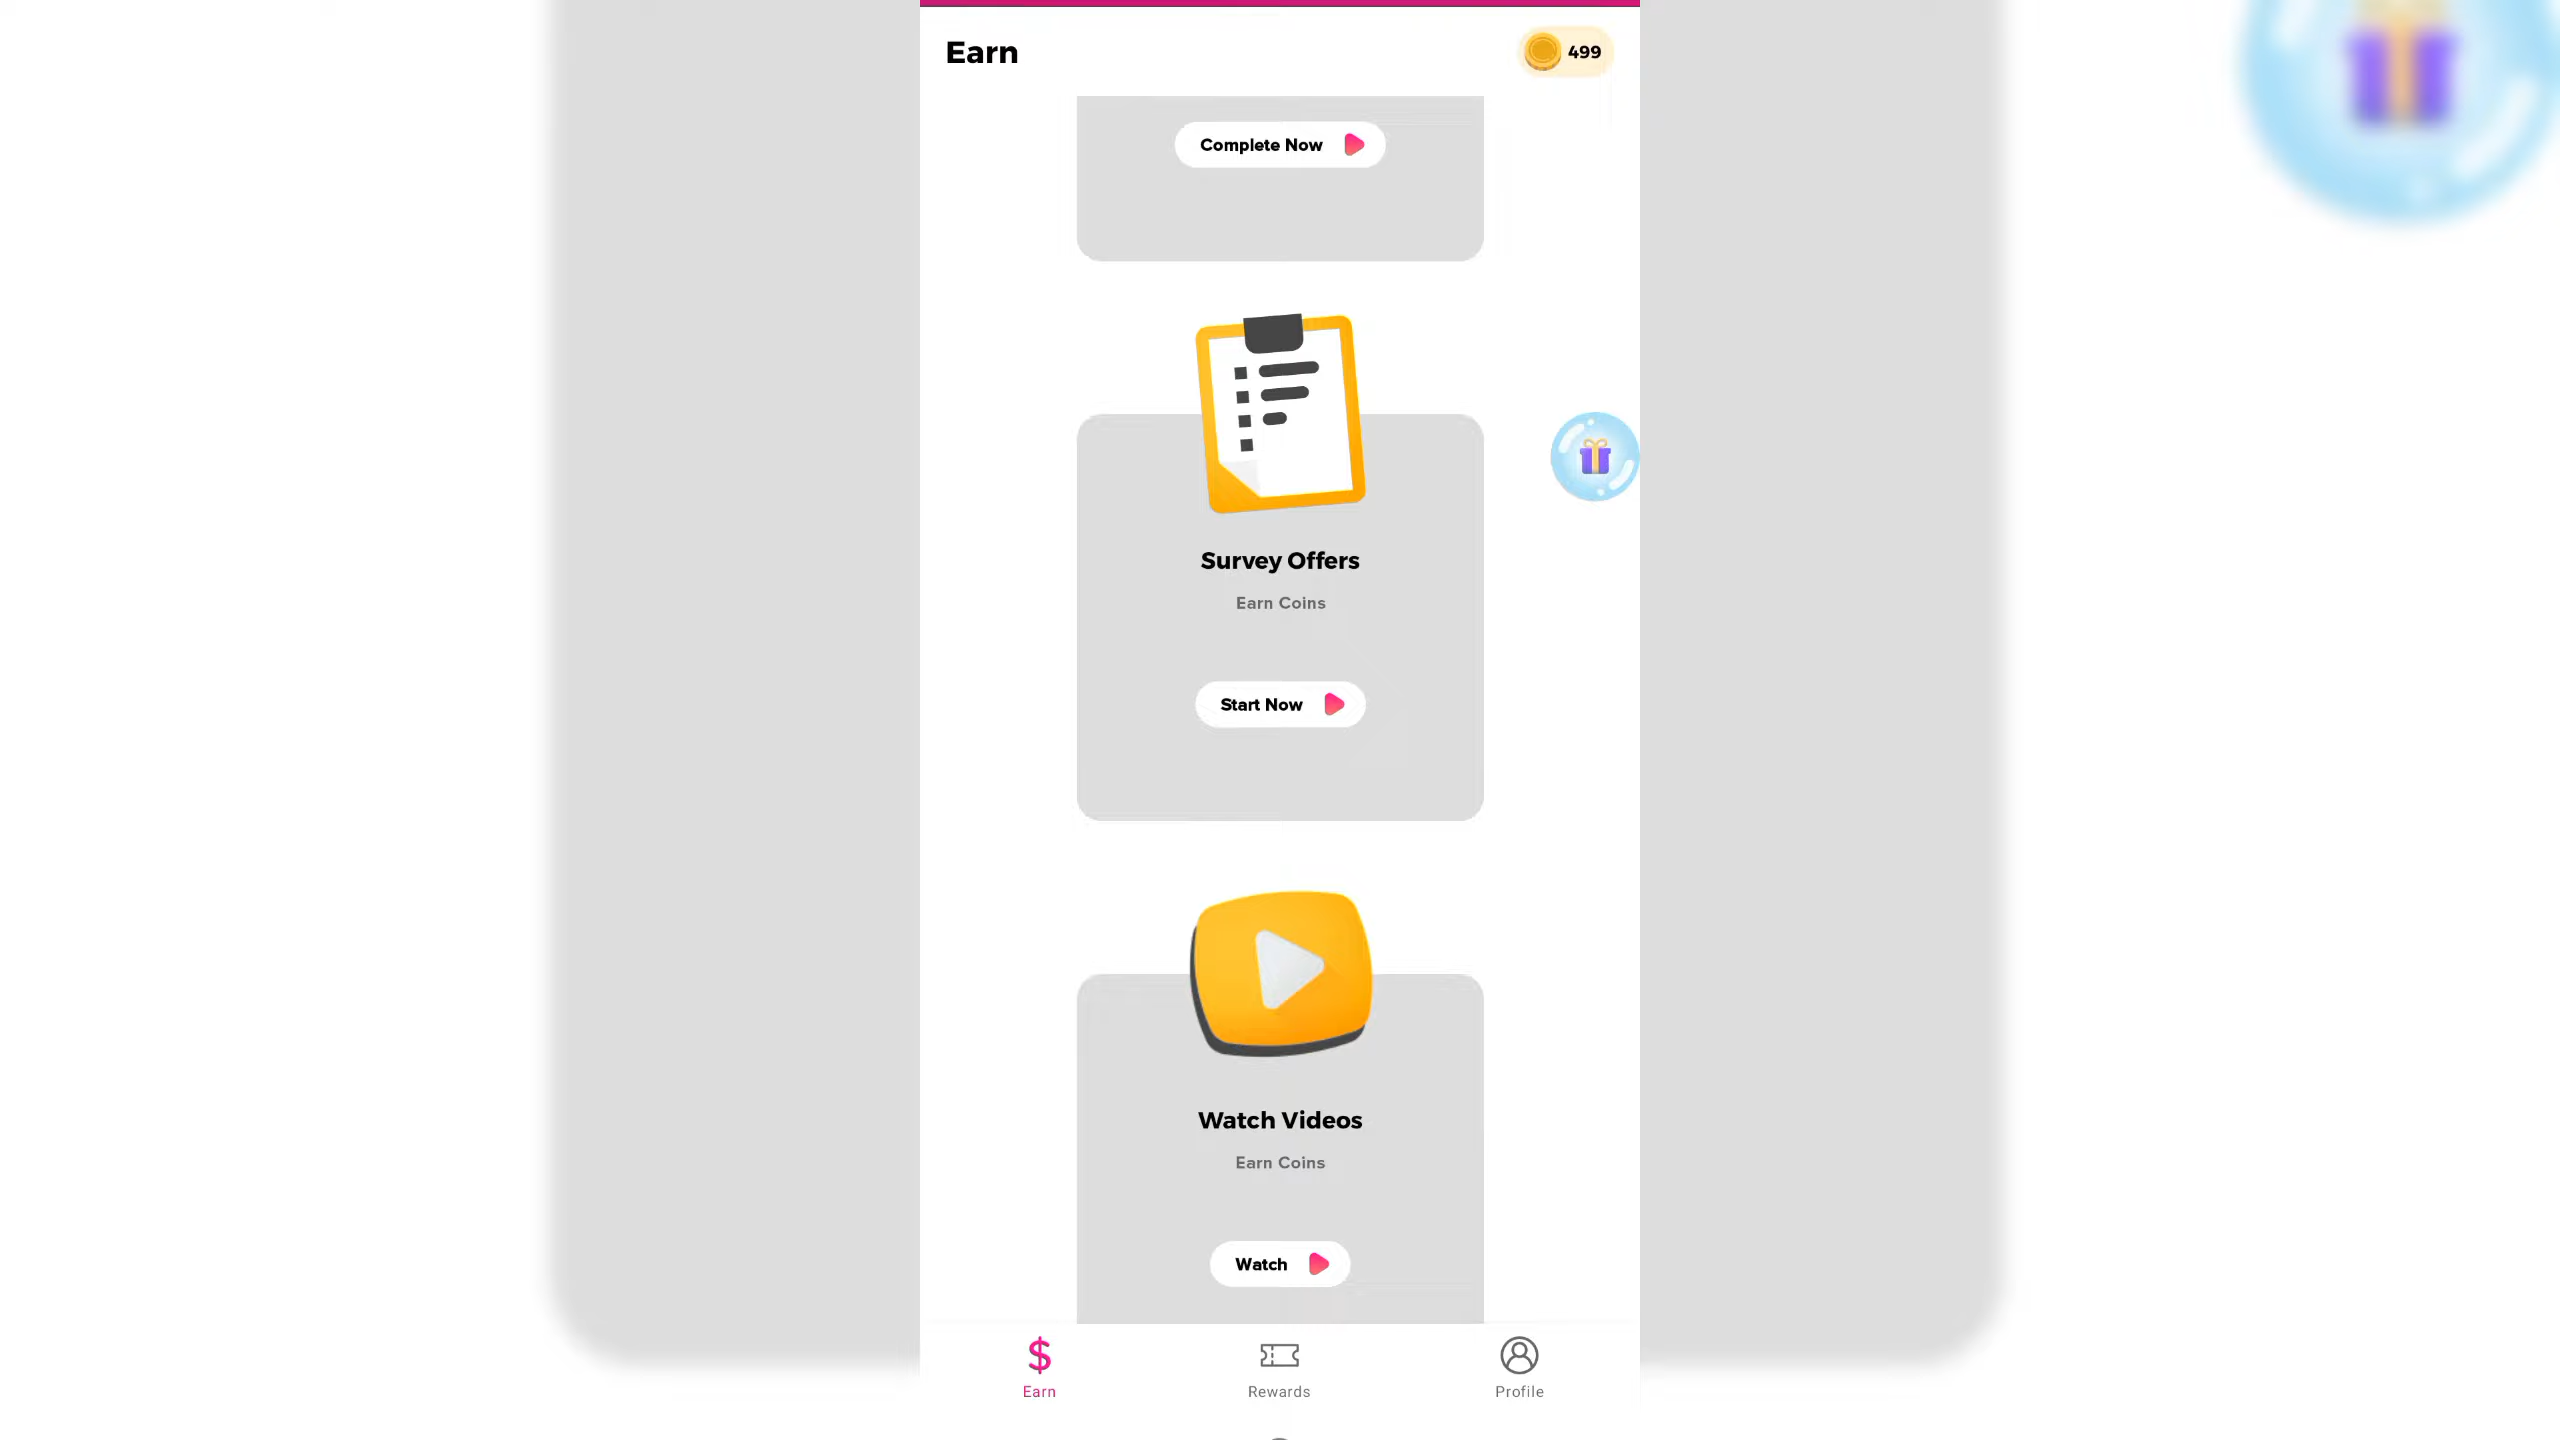 Earn
499
Complete Now
Survey Offers
Earn Coins
Start Now
Watch Videos
Earn Coins
Watch
Earn
Rewards
Profile